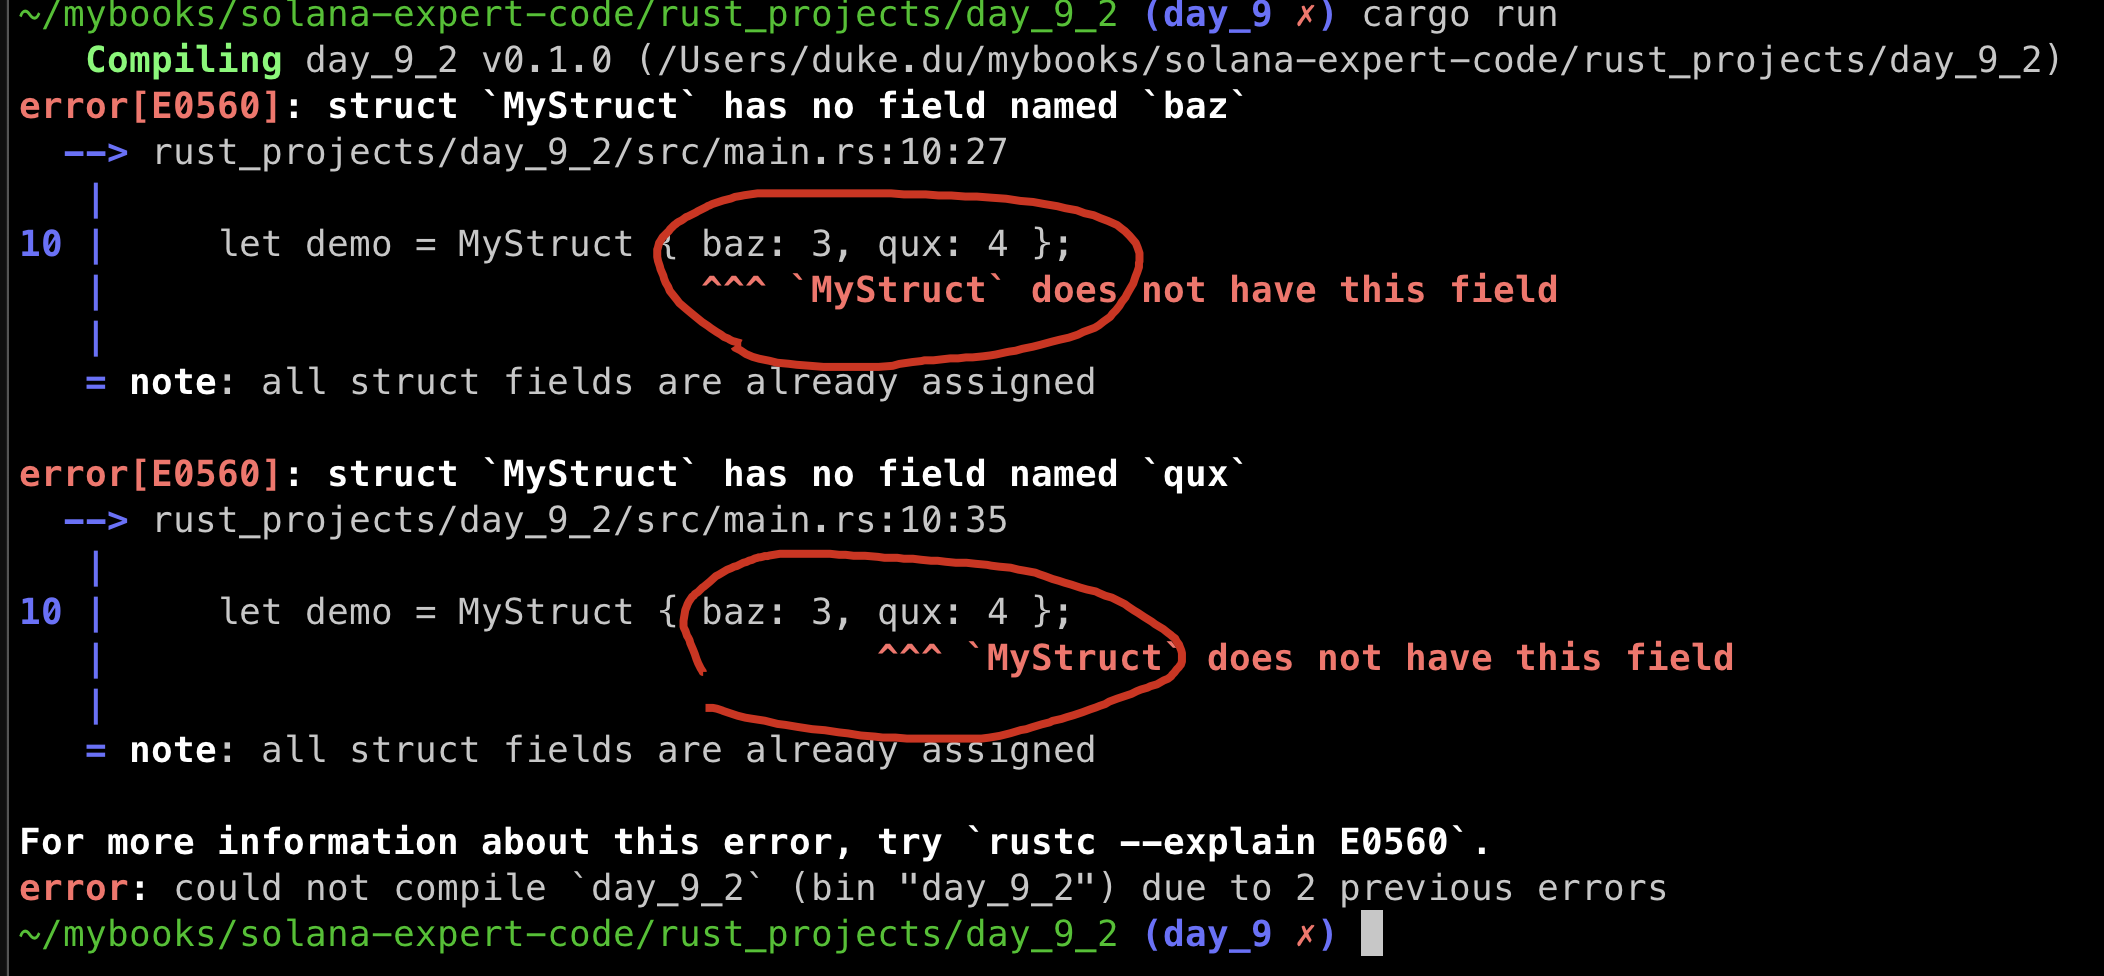 ~/mybooks/solana-expert-code/rust_projects/day_9_2 (day_9 ✗) cargo run
   Compiling day_9_2 v0.1.0 (/Users/duke.du/mybooks/solana-expert-code/rust_projects/day_9_2)
error[E0560]: struct `MyStruct` has no field named `baz`
  --> rust_projects/day_9_2/src/main.rs:10:27
   |
10 |     let demo = MyStruct { baz: 3, qux: 4 };
   |                           ^^^ `MyStruct` does not have this field
   |
   = note: all struct fields are already assigned

error[E0560]: struct `MyStruct` has no field named `qux`
  --> rust_projects/day_9_2/src/main.rs:10:35
   |
10 |     let demo = MyStruct { baz: 3, qux: 4 };
   |                                   ^^^ `MyStruct` does not have this field
   |
   = note: all struct fields are already assigned

For more information about this error, try `rustc --explain E0560`.
error: could not compile `day_9_2` (bin "day_9_2") due to 2 previous errors
~/mybooks/solana-expert-code/rust_projects/day_9_2 (day_9 ✗)